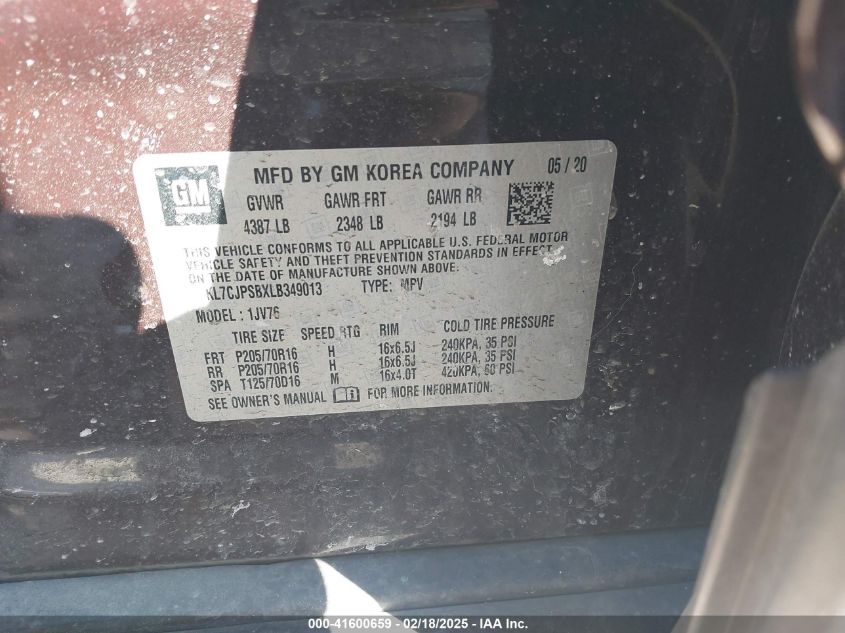 GM MFD BY GM KOREA COMPANY 05 / 20
GVWR GAWR FRT GAWR RR
4387 LB 2348 LB 2194 LB
THIS VEHICLE CONFORMS TO ALL APPLICABLE U.S. FEDERAL MOTOR
VEHICLE SAFETY AND THEFT PREVENTION STANDARDS IN EFFECT
ON THE DATE OF MANUFACTURE SHOWN ABOVE.
KL7CJPSBXLB349013 TYPE: MPV
MODEL : 1JV76
TIRE SIZE SPEED RTG RIM COLD TIRE PRESSURE
FRT P205/70R16 H 16x6.5J 240KPA, 35 PSI
RR P205/70R16 H 16x6.5J 240KPA, 35 PSI
SPA T125/70D16 M 16x4.0T 420KPA, 60 PSI
SEE OWNER'S MANUAL FOR MORE INFORMATION.
000-41600659 - 02/18/2025 - IAA Inc.